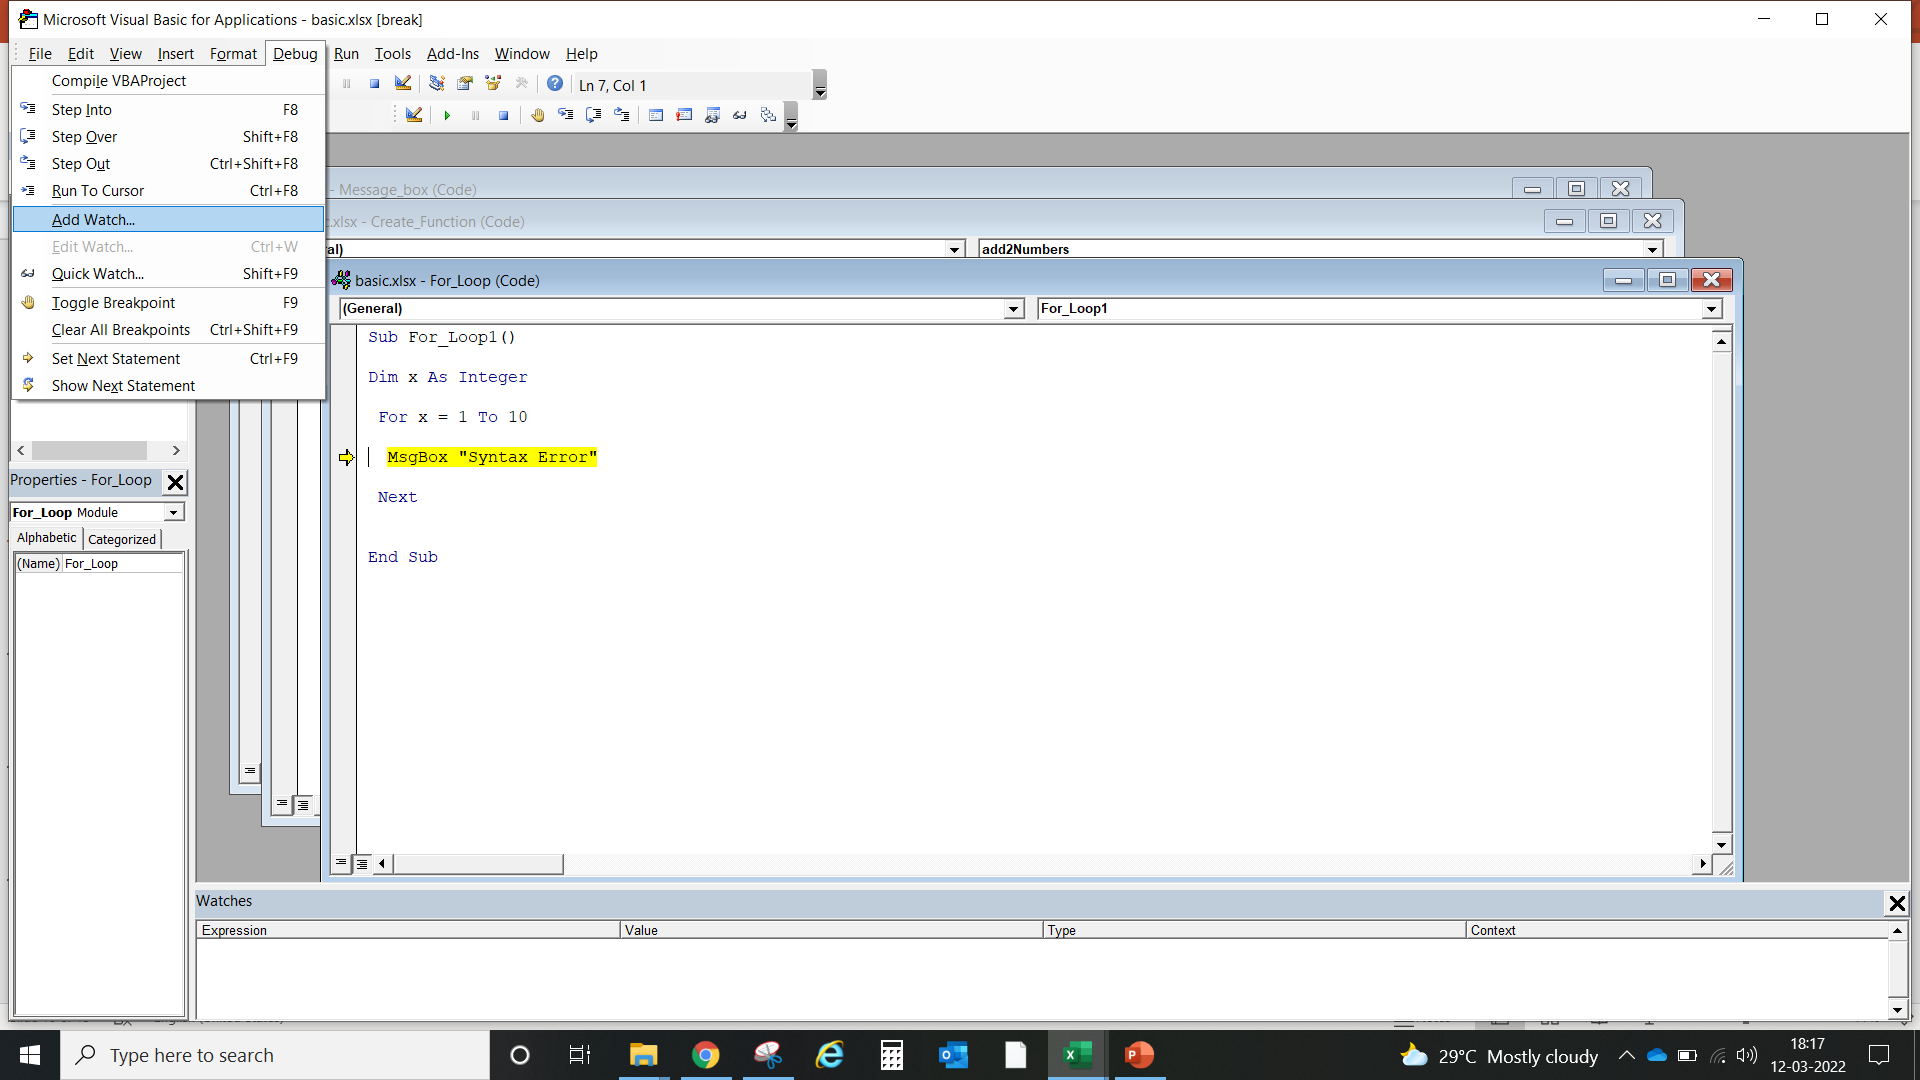 Microsoft Visual Basic for Applications - basic.xlsx [break]
File Edit View Insert Format Debug Run Tools Add-Ins Window Help
Compile VBAProject
Ln 7, Col 1
Step Into F8
Step Over Shift+F8
Step Out Ctrl+Shift+F8
Run To Cursor Ctrl+F8
Add Watch...
Edit Watch... Ctrl+W
Quick Watch... Shift+F9
Toggle Breakpoint F9
Clear All Breakpoints Ctrl+Shift+F9
Set Next Statement Ctrl+F9
Show Next Statement
- Message_box (Code)
.xlsx - Create_Function (Code)
al) add2Numbers
basic.xlsx - For_Loop (Code)
(General) For_Loop1
Sub For_Loop1()
Dim x As Integer
For x = 1 To 10
MsgBox "Syntax Error"
Next
End Sub
Properties - For_Loop
For_Loop Module
Alphabetic Categorized
(Name) For_Loop
Watches
Expression Value Type Context
Type here to search
29°C Mostly cloudy
18:17
12-03-2022